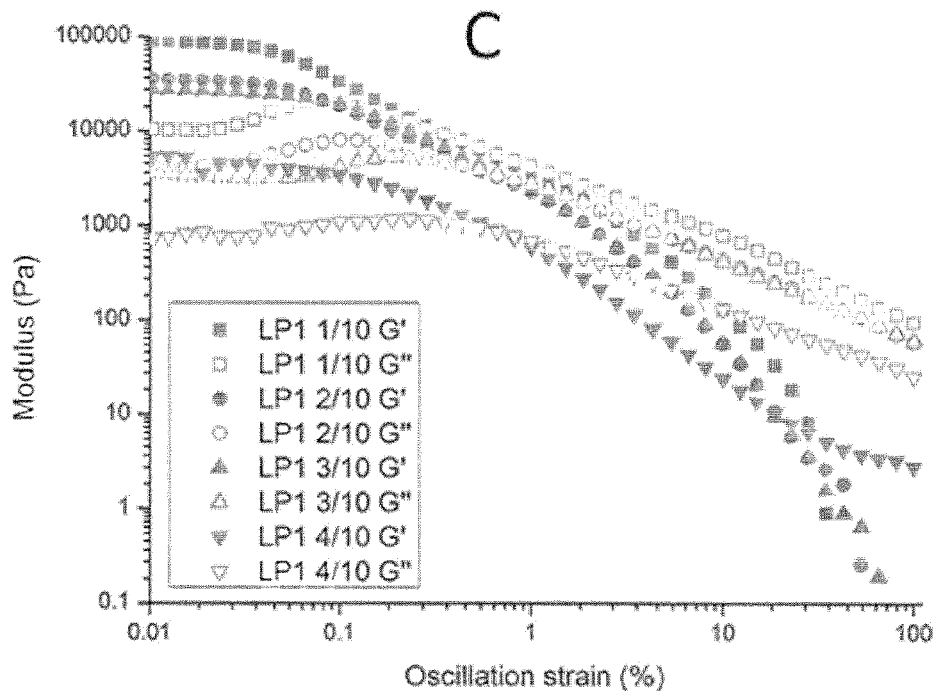 C
100000
10000
1000
100
10
1
0.1
Modulus (Pa)
LP1 1/10 G'
LP1 1/10 G"
LP1 2/10 G'
LP1 2/10 G"
LP1 3/10 G'
LP1 3/10 G"
LP1 4/10 G'
LP1 4/10 G"
0.01 0.1 1 10 100
Oscillation strain (%)